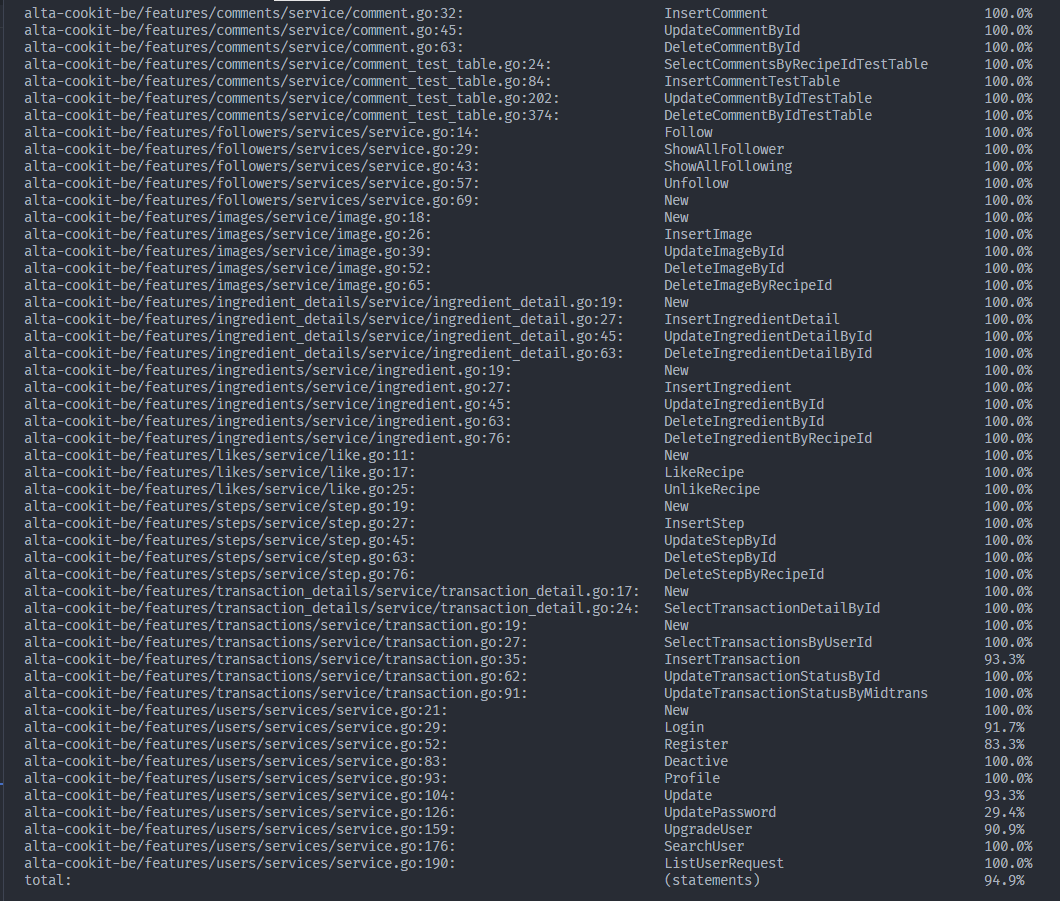 alta-cookit-be/features/comments/service/comment.go:32: InsertComment 100.0%
alta-cookit-be/features/comments/service/comment.go:45: UpdateCommentById 100.0%
alta-cookit-be/features/comments/service/comment.go:63: DeleteCommentById 100.0%
alta-cookit-be/features/comments/service/comment_test_table.go:24: SelectCommentsByRecipeIdTestTable 100.0%
alta-cookit-be/features/comments/service/comment_test_table.go:84: InsertCommentTestTable 100.0%
alta-cookit-be/features/comments/service/comment_test_table.go:202: UpdateCommentByIdTestTable 100.0%
alta-cookit-be/features/comments/service/comment_test_table.go:374: DeleteCommentByIdTestTable 100.0%
alta-cookit-be/features/followers/services/service.go:14: Follow 100.0%
alta-cookit-be/features/followers/services/service.go:29: ShowAllFollower 100.0%
alta-cookit-be/features/followers/services/service.go:43: ShowAllFollowing 100.0%
alta-cookit-be/features/followers/services/service.go:57: Unfollow 100.0%
alta-cookit-be/features/followers/services/service.go:69: New 100.0%
alta-cookit-be/features/images/service/image.go:18: New 100.0%
alta-cookit-be/features/images/service/image.go:26: InsertImage 100.0%
alta-cookit-be/features/images/service/image.go:39: UpdateImageById 100.0%
alta-cookit-be/features/images/service/image.go:52: DeleteImageById 100.0%
alta-cookit-be/features/images/service/image.go:65: DeleteImageByRecipeId 100.0%
alta-cookit-be/features/ingredient_details/service/ingredient_detail.go:19: New 100.0%
alta-cookit-be/features/ingredient_details/service/ingredient_detail.go:27: InsertIngredientDetail 100.0%
alta-cookit-be/features/ingredient_details/service/ingredient_detail.go:45: UpdateIngredientDetailById 100.0%
alta-cookit-be/features/ingredient_details/service/ingredient_detail.go:63: DeleteIngredientDetailById 100.0%
alta-cookit-be/features/ingredients/service/ingredient.go:19: New 100.0%
alta-cookit-be/features/ingredients/service/ingredient.go:27: InsertIngredient 100.0%
alta-cookit-be/features/ingredients/service/ingredient.go:45: UpdateIngredientById 100.0%
alta-cookit-be/features/ingredients/service/ingredient.go:63: DeleteIngredientById 100.0%
alta-cookit-be/features/ingredients/service/ingredient.go:76: DeleteIngredientByRecipeId 100.0%
alta-cookit-be/features/likes/service/like.go:11: New 100.0%
alta-cookit-be/features/likes/service/like.go:17: LikeRecipe 100.0%
alta-cookit-be/features/likes/service/like.go:25: UnlikeRecipe 100.0%
alta-cookit-be/features/steps/service/step.go:19: New 100.0%
alta-cookit-be/features/steps/service/step.go:27: InsertStep 100.0%
alta-cookit-be/features/steps/service/step.go:45: UpdateStepById 100.0%
alta-cookit-be/features/steps/service/step.go:63: DeleteStepById 100.0%
alta-cookit-be/features/steps/service/step.go:76: DeleteStepByRecipeId 100.0%
alta-cookit-be/features/transaction_details/service/transaction_detail.go:17: New 100.0%
alta-cookit-be/features/transaction_details/service/transaction_detail.go:24: SelectTransactionDetailById 100.0%
alta-cookit-be/features/transactions/service/transaction.go:19: New 100.0%
alta-cookit-be/features/transactions/service/transaction.go:27: SelectTransactionsByUserId 100.0%
alta-cookit-be/features/transactions/service/transaction.go:35: InsertTransaction 93.3%
alta-cookit-be/features/transactions/service/transaction.go:62: UpdateTransactionStatusById 100.0%
alta-cookit-be/features/transactions/service/transaction.go:91: UpdateTransactionStatusByMidtrans 100.0%
alta-cookit-be/features/users/services/service.go:21: New 100.0%
alta-cookit-be/features/users/services/service.go:29: Login 91.7%
alta-cookit-be/features/users/services/service.go:52: Register 83.3%
alta-cookit-be/features/users/services/service.go:83: Deactive 100.0%
alta-cookit-be/features/users/services/service.go:93: Profile 100.0%
alta-cookit-be/features/users/services/service.go:104: Update 93.3%
alta-cookit-be/features/users/services/service.go:126: UpdatePassword 29.4%
alta-cookit-be/features/users/services/service.go:159: UpgradeUser 90.9%
alta-cookit-be/features/users/services/service.go:176: SearchUser 100.0%
alta-cookit-be/features/users/services/service.go:190: ListUserRequest 100.0%
total: (statements) 94.9%